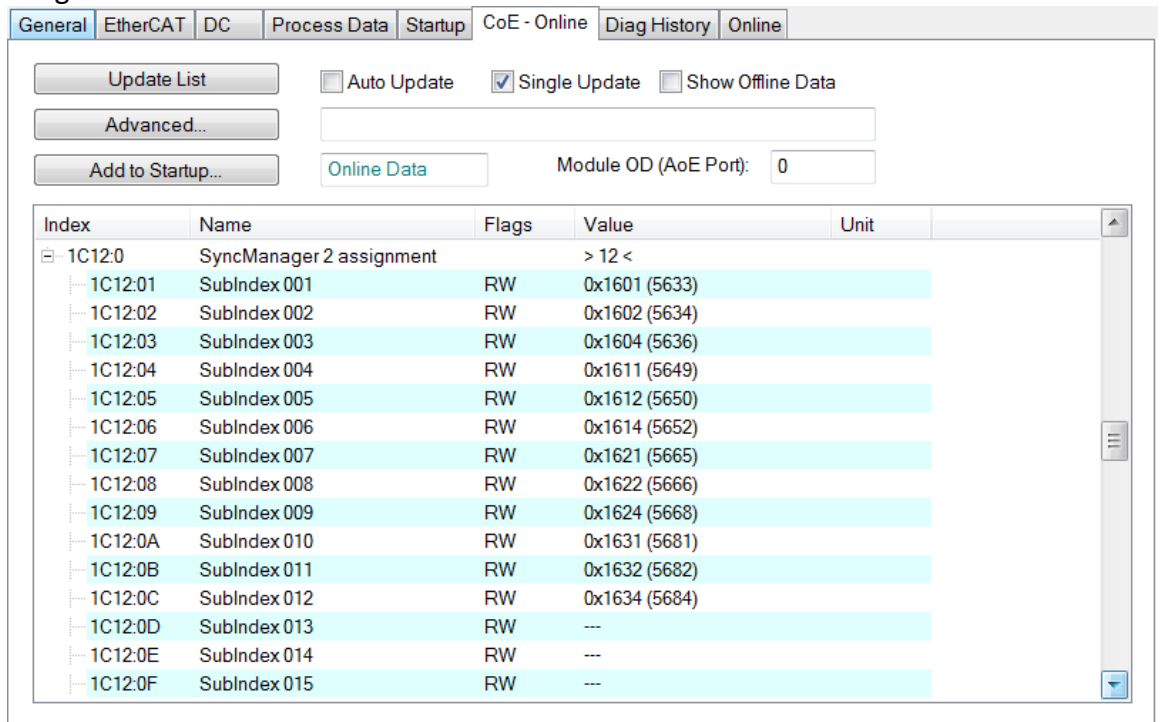 General EtherCAT DC Process Data Startup CoE - Online Diag History Online
Update List Auto Update Single Update Show Offline Data
Advanced...
Add to Startup... Online Data Module OD (AoE Port): 0
Index Name Flags Value Unit
1C12:0 SyncManager 2 assignment > 12 <
1C12:01 SubIndex 001 RW 0x1601 (5633)
1C12:02 SubIndex 002 RW 0x1602 (5634)
1C12:03 SubIndex 003 RW 0x1604 (5636)
1C12:04 SubIndex 004 RW 0x1611 (5649)
1C12:05 SubIndex 005 RW 0x1612 (5650)
1C12:06 SubIndex 006 RW 0x1614 (5652)
1C12:07 SubIndex 007 RW 0x1621 (5665)
1C12:08 SubIndex 008 RW 0x1622 (5666)
1C12:09 SubIndex 009 RW 0x1624 (5668)
1C12:0A SubIndex 010 RW 0x1631 (5681)
1C12:0B SubIndex 011 RW 0x1632 (5682)
1C12:0C SubIndex 012 RW 0x1634 (5684)
1C12:0D SubIndex 013 RW ---
1C12:0E SubIndex 014 RW ---
1C12:0F SubIndex 015 RW ---